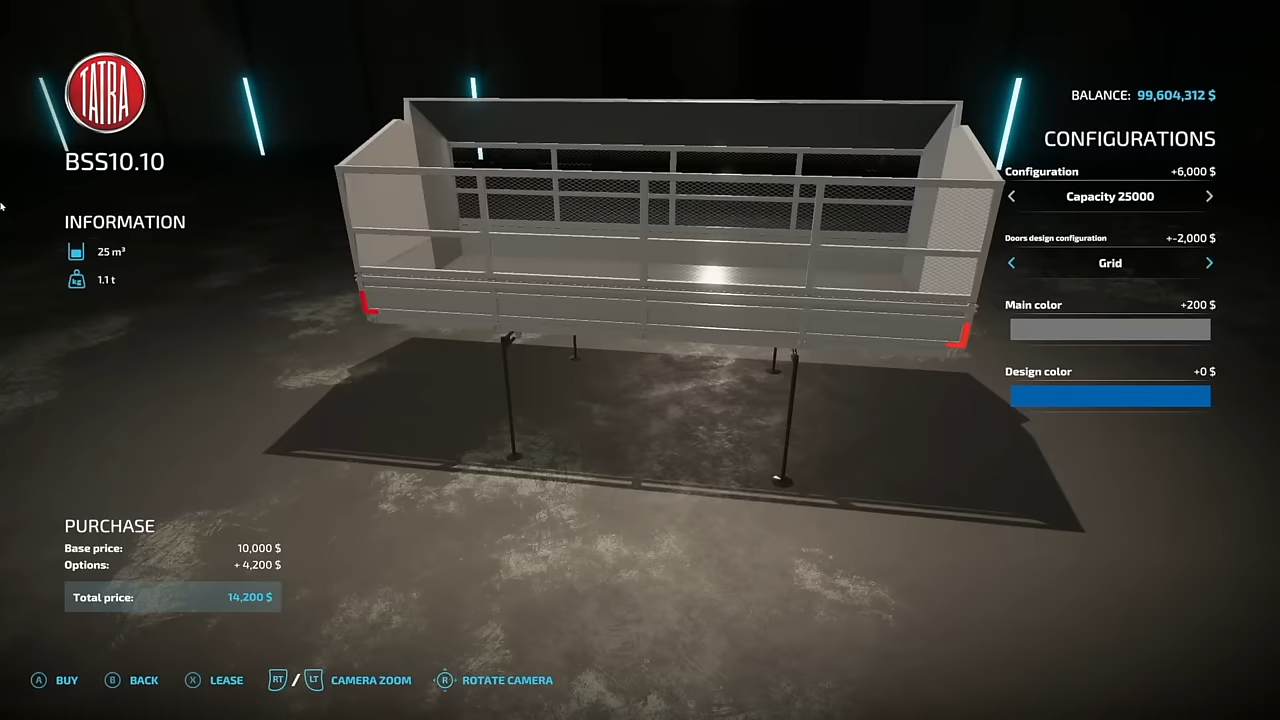 TATRA
BSS10.10
INFORMATION
25 m³
kg
1.1 t
BALANCE: 99,604,312 $
CONFIGURATIONS
Configuration +6,000 $
Capacity 25000
Doors design configuration +-2,000 $
Grid
Main color +200 $
Design color +0 $
PURCHASE
Base price: 10,000 $
Options: + 4,200 $
Total price: 14,200 $
A BUY B BACK X LEASE RT / LT CAMERA ZOOM R ROTATE CAMERA